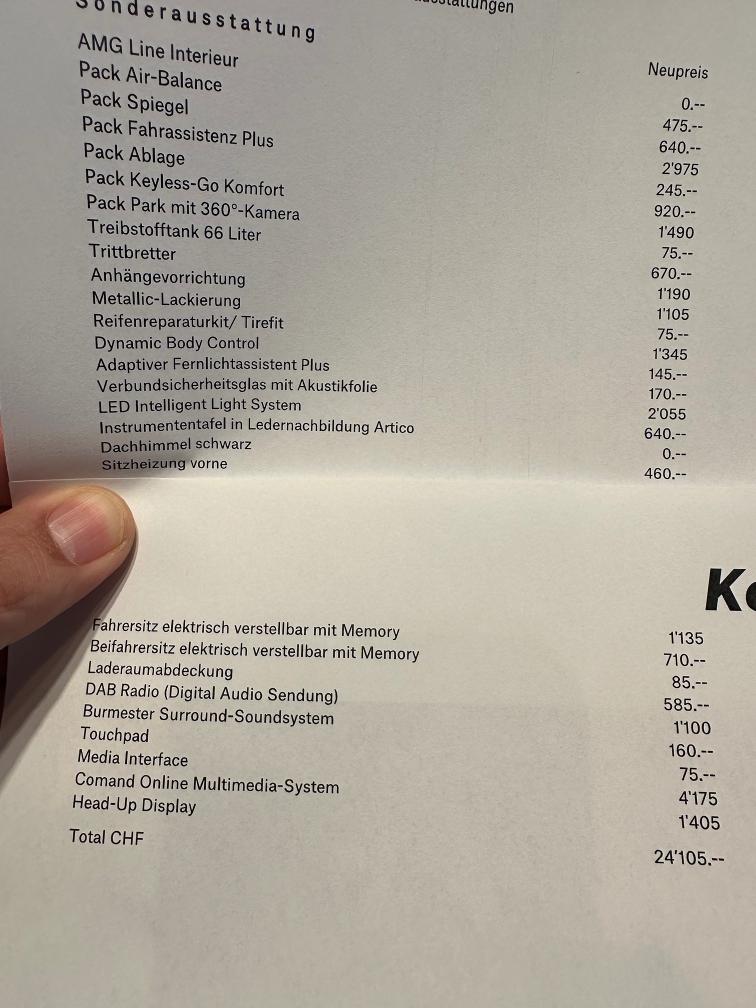 Sonderausstattung
Neupreis
AMG Line Interieur 0.--
Pack Air-Balance 475.--
Pack Spiegel 640.--
Pack Fahrassistenz Plus 2'975
Pack Ablage 245.--
Pack Keyless-Go Komfort 920.--
Pack Park mit 360°-Kamera 1'490
Treibstofftank 66 Liter 75.--
Trittbretter 670.--
Anhängevorrichtung 1'190
Metallic-Lackierung 1'105
Reifenreparaturkit/ Tirefit 75.--
Dynamic Body Control 1'345
Adaptiver Fernlichtassistent Plus 145.--
Verbundsicherheitsglas mit Akustikfolie 170.--
LED Intelligent Light System 2'055
Instrumententafel in Ledernachbildung Artico 640.--
Dachhimmel schwarz 0.--
Sitzheizung vorne 460.--
Fahrersitz elektrisch verstellbar mit Memory 1'135
Beifahrersitz elektrisch verstellbar mit Memory 710.--
Laderaumabdeckung 85.--
DAB Radio (Digital Audio Sendung) 585.--
Burmester Surround-Soundsystem 1'100
Touchpad 160.--
Media Interface 75.--
Comand Online Multimedia-System 4'175
Head-Up Display 1'405
Total CHF 24'105.--